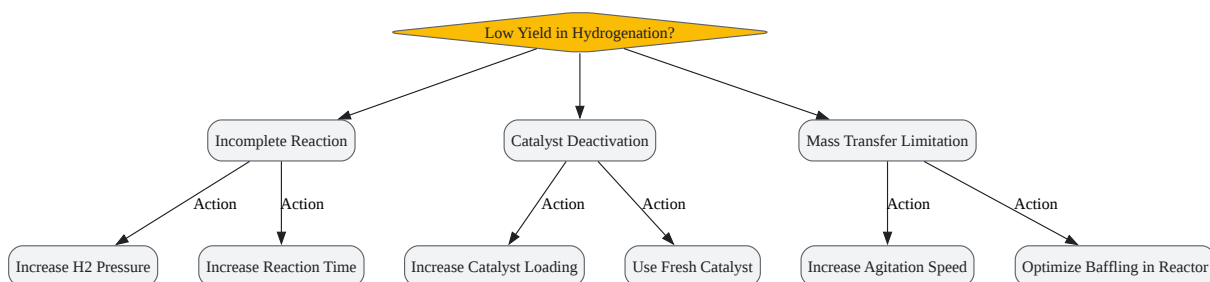 Low Yield in Hydrogenation?
Incomplete Reaction
Catalyst Deactivation
Mass Transfer Limitation
Action
Action
Action
Action
Action
Action
Increase H2 Pressure
Increase Reaction Time
Increase Catalyst Loading
Use Fresh Catalyst
Increase Agitation Speed
Optimize Baffling in Reactor